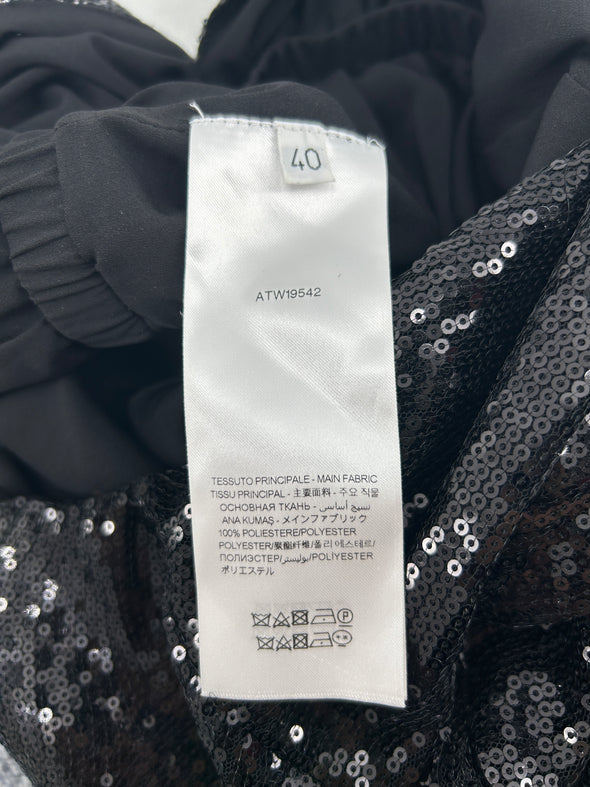 40
ATW19542
TESSUTO PRINCIPALE - MAIN FABRIC
TISSU PRINCIPAL - 主要面料 - 주요 직물
ОСНОВНАЯ ТКАНЬ - نسيج أساسي
ANA KUMAŞ - メインファブリック
100% POLIESTERE/POLYESTER
POLYESTER/聚酯纤维/폴리에스테르/
ПОЛИЭСТЕР/بوليستر/POLİYESTER
ポリエステル
P